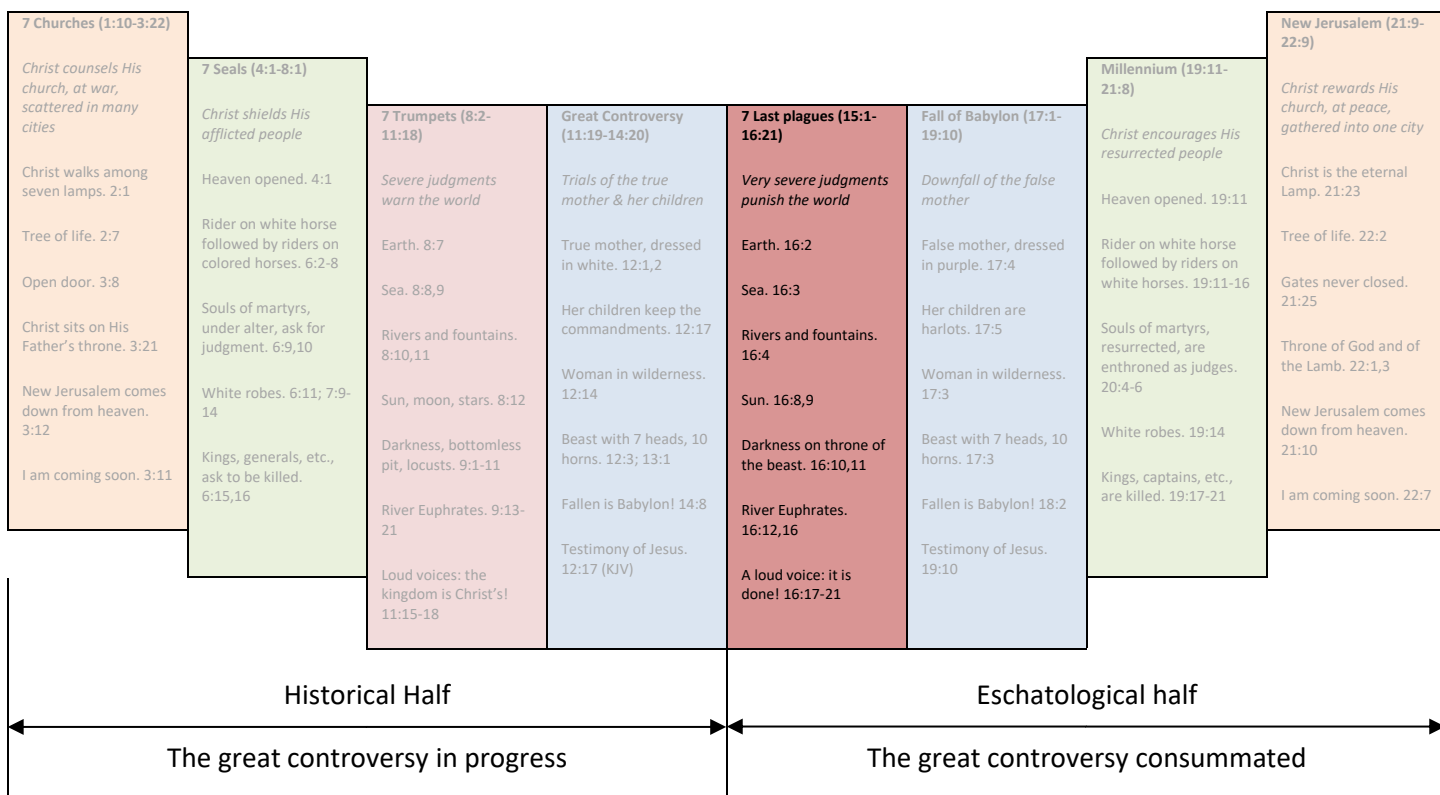 7 Churches (1:10-3:22)
Christ counsels His
church, at war,
scattered in many
cities
Christ walks among
seven lamps. 2:1
Tree of life. 2:7
Open door. 3:8
Christ sits on His
Father’s throne. 3:21
New Jerusalem comes
down from heaven.
3:12
I am coming soon. 3:11
7 Seals (4:1-8:1)
Christ shields His
afflicted people
Heaven opened. 4:1
Rider on white horse
followed by riders on
colored horses. 6:2-8
Souls of martyrs,
under alter, ask for
judgment. 6:9,10
White robes. 6:11; 7:9-
14
Kings, generals, etc.,
ask to be killed.
6:15,16
7 Trumpets (8:2-
11:18)
Severe judgments
warn the world
Earth. 8:7
Sea. 8:8,9
Rivers and fountains.
8:10,11
Sun, moon, stars. 8:12
Darkness, bottomless
pit, locusts. 9:1-11
River Euphrates. 9:13-
21
Loud voices: the
kingdom is Christ’s!
11:15-18
Great Controversy
(11:19-14:20)
Trials of the true
mother & her children
True mother, dressed
in white. 12:1,2
Her children keep the
commandments. 12:17
Woman in wilderness.
12:14
Beast with 7 heads, 10
horns. 12:3; 13:1
Fallen is Babylon! 14:8
Testimony of Jesus.
12:17 (KJV)
7 Last plagues (15:1-
16:21)
Very severe judgments
punish the world
Earth. 16:2
Sea. 16:3
Rivers and fountains.
16:4
Sun. 16:8,9
Darkness on throne of
the beast. 16:10,11
River Euphrates.
16:12,16
A loud voice: it is
done! 16:17-21
Fall of Babylon (17:1-
19:10)
Downfall of the false
mother
False mother, dressed
in purple. 17:4
Her children are
harlots. 17:5
Woman in wilderness.
17:3
Beast with 7 heads, 10
horns. 17:3
Fallen is Babylon! 18:2
Testimony of Jesus.
19:10
Millennium (19:11-
21:8)
Christ encourages His
resurrected people
Heaven opened. 19:11
Rider on white horse
followed by riders on
white horses. 19:11-16
Souls of martyrs,
resurrected, are
enthroned as judges.
20:4-6
White robes. 19:14
Kings, captains, etc.,
are killed. 19:17-21
New Jerusalem (21:9-
22:9)
Christ rewards His
church, at peace,
gathered into one city
Christ is the eternal
Lamp. 21:23
Tree of life. 22:2
Gates never closed.
21:25
Throne of God and of
the Lamb. 22:1,3
New Jerusalem comes
down from heaven.
21:10
I am coming soon. 22:7
Historical Half
The great controversy in progress
Eschatological half
The great controversy consummated